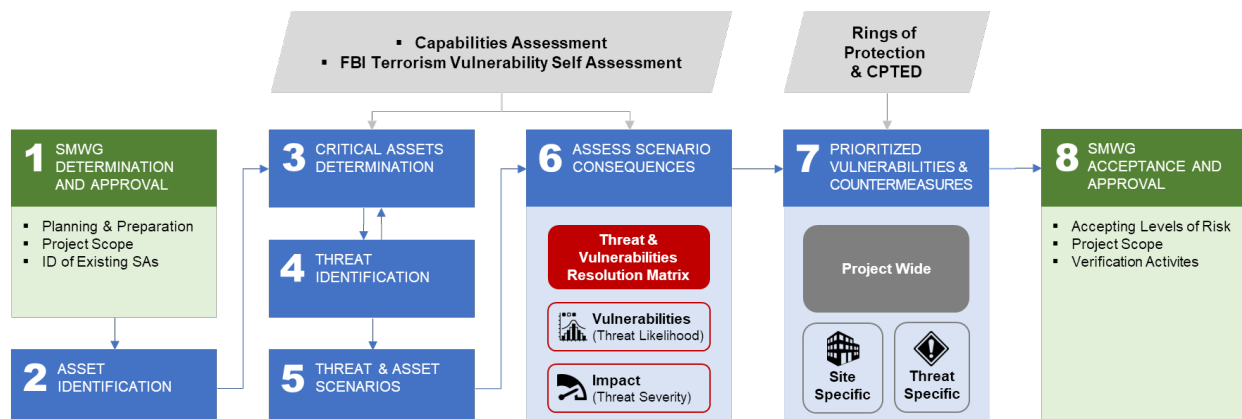 ▪ Capabilities Assessment
▪ FBI Terrorism Vulnerability Self Assessment
Rings of
Protection
& CPTED
1 SMWG
DETERMINATION
AND APPROVAL
▪ Planning & Preparation
▪ Project Scope
▪ ID of Existing SAs
2 ASSET
IDENTIFICATION
3 CRITICAL ASSETS
DETERMINATION
4 THREAT
IDENTIFICATION
5 THREAT & ASSET
SCENARIOS
6 ASSESS SCENARIO
CONSEQUENCES
Threat &
Vulnerabilities
Resolution Matrix
Vulnerabilities
(Threat Likelihood)
Impact
(Threat Severity)
7 PRIORITIZED
VULNERABILITIES &
COUNTERMEASURES
Project Wide
Site
Specific
Threat
Specific
8 SMWG
ACCEPTANCE AND
APPROVAL
▪ Accepting Levels of Risk
▪ Project Scope
▪ Verification Activites